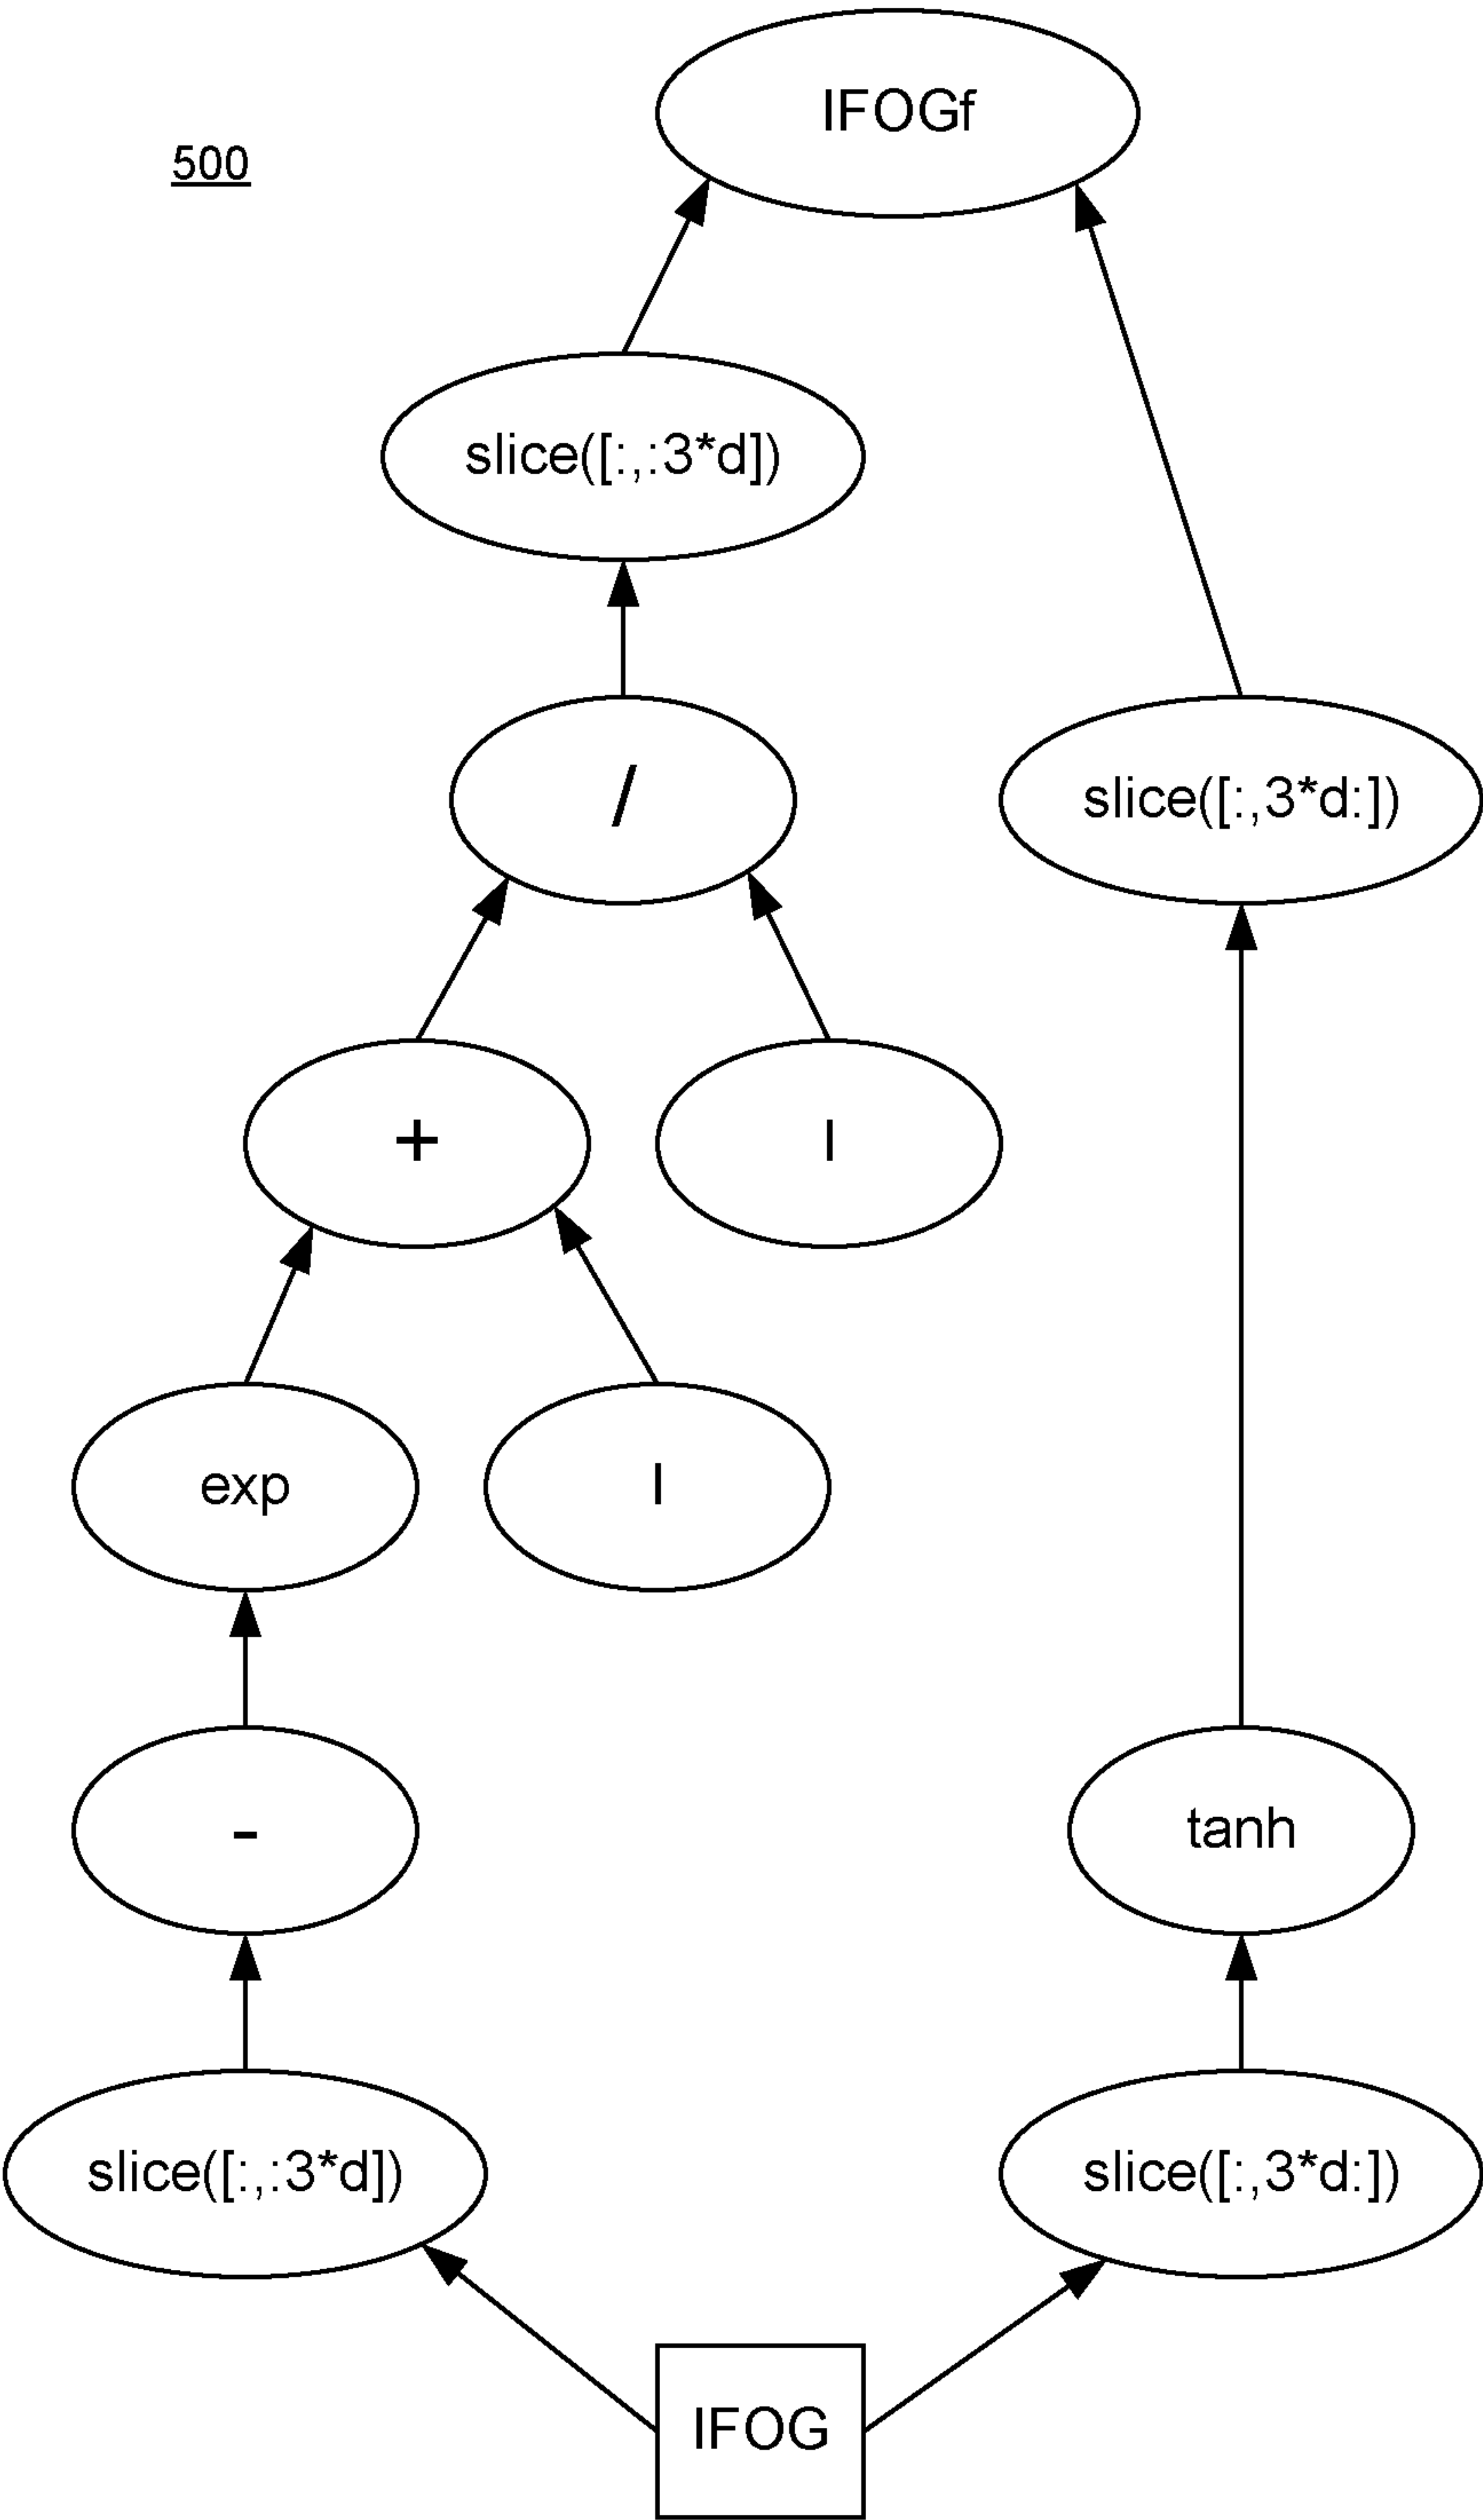 IFOGf
500
slice([:,:3*d])
/
slice([:,3*d:])
+
I
exp
I
-
tanh
slice([:,:3*d])
slice([:,3*d:])
IFOG